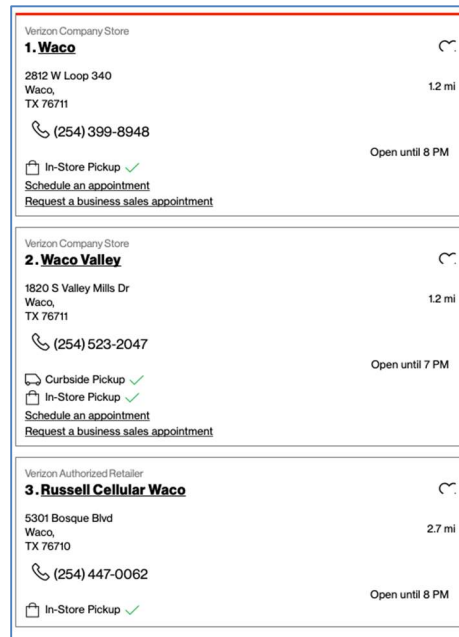 Verizon Company Store
1. Waco
2812 W Loop 340
Waco,
TX 76711
1.2 mi
(254) 399-8948
Open until 8 PM
In-Store Pickup
Schedule an appointment
Request a business sales appointment
Verizon Company Store
2. Waco Valley
1820 S Valley Mills Dr
Waco,
TX 76711
1.2 mi
(254) 523-2047
Open until 7 PM
Curbside Pickup
In-Store Pickup
Schedule an appointment
Request a business sales appointment
Verizon Authorized Retailer
3. Russell Cellular Waco
5301 Bosque Blvd
Waco,
TX 76710
2.7 mi
(254) 447-0062
Open until 8 PM
In-Store Pickup